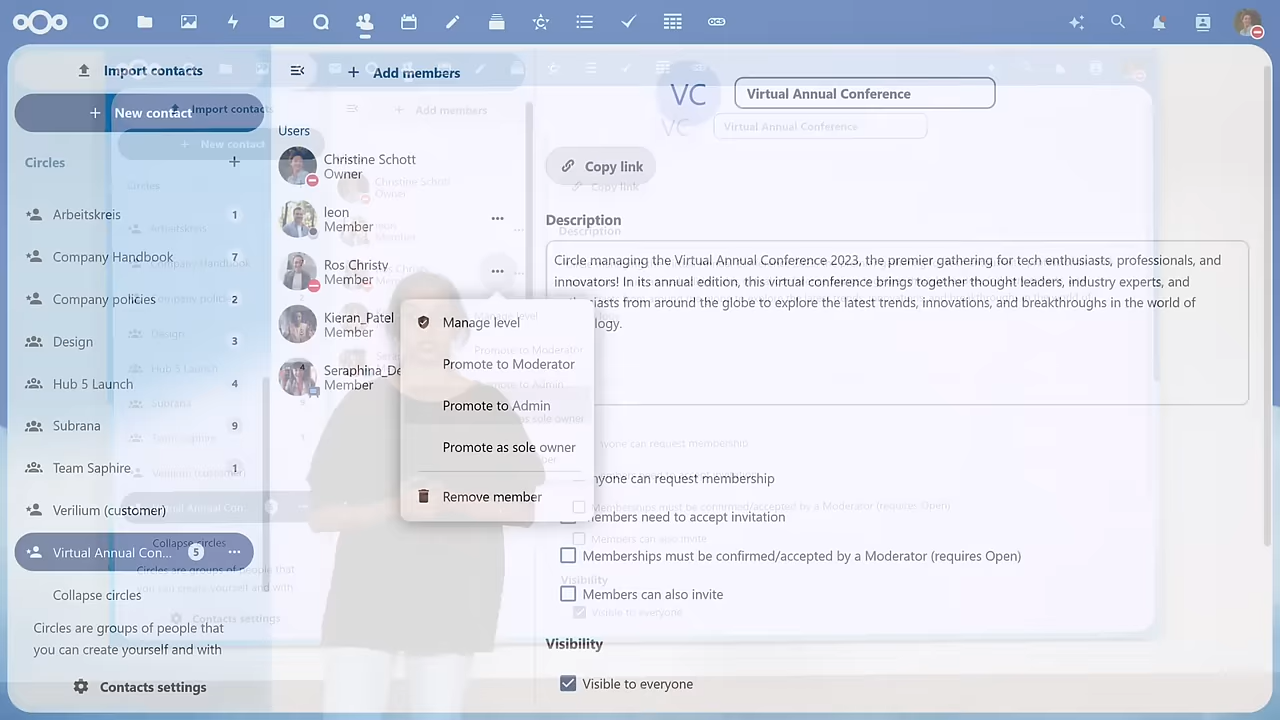 Import contacts
New contact
Circles
Arbeitskreis 1
Company Handbook 7
Company policies 2
Design 3
Hub 5 Launch 4
Subrana 9
Team Saphire 1
Verilium (customer)
Virtual Annual Con... 5
Collapse circles
Circles are groups of people that
you can create yourself and with
Contacts settings
Add members
Users
Christine Schott
Owner
leon
Member
Ros Christy
Member
Kieran_Patel
Member
Seraphina_De
Member
Manage level
Promote to Moderator
Promote to Admin
Promote as sole owner
Remove member
VC
Virtual Annual Conference
Copy link
Description
Circle managing the Virtual Annual Conference 2023, the premier gathering for tech enthusiasts, professionals, and
innovators! In its annual edition, this virtual conference brings together thought leaders, industry experts, and
from around the globe to explore the latest trends, innovations, and breakthroughs in the world of
can request membership
need to accept invitation
Memberships must be confirmed/accepted by a Moderator (requires Open)
Members can also invite
Visibility
Visible to everyone